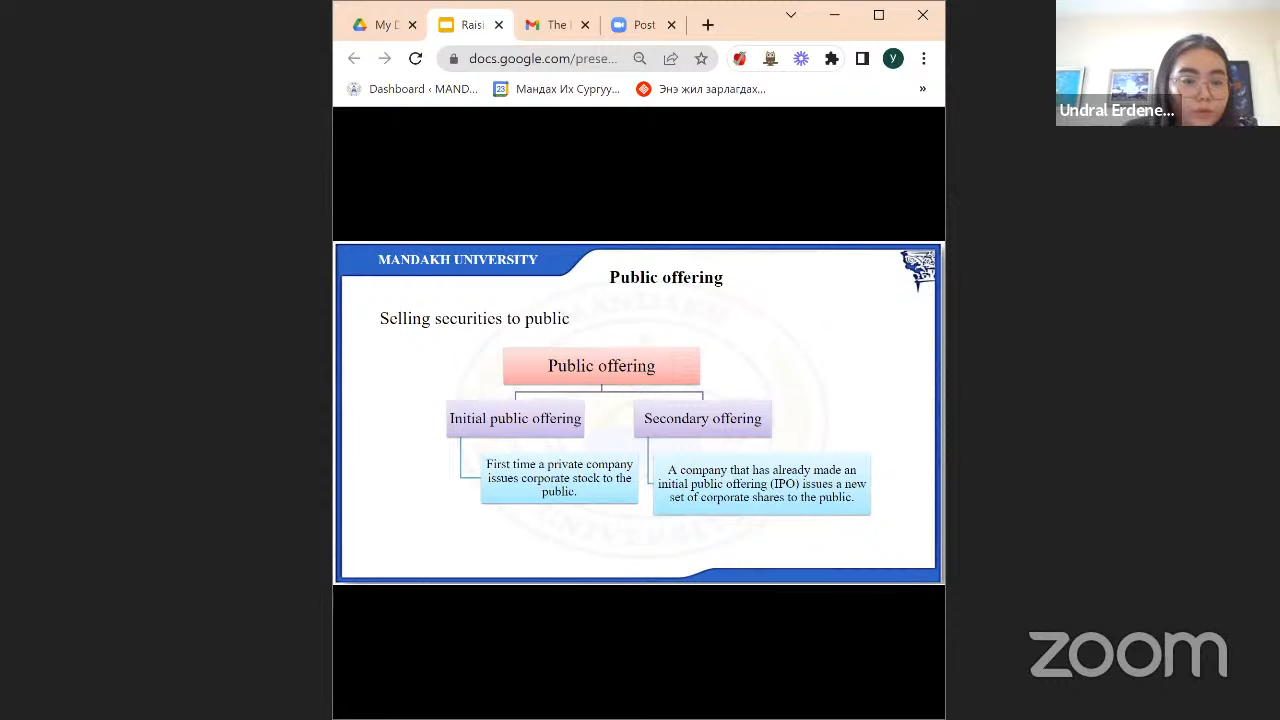 My D
Raisi
The
Post
docs.google.com/prese...
y
Dashboard
MAND...
23
Мандах Их Сургуу...
Энэ жил зарлагдах...
»
Undral Erdene...
MANDAKH UNIVERSITY
Public offering
Selling securities to public
Public offering
Initial public offering
Secondary offering
First time a private company
issues corporate stock to the
public.
A company that has already made an
initial public offering (IPO) issues a new
set of corporate shares to the public.
zoom